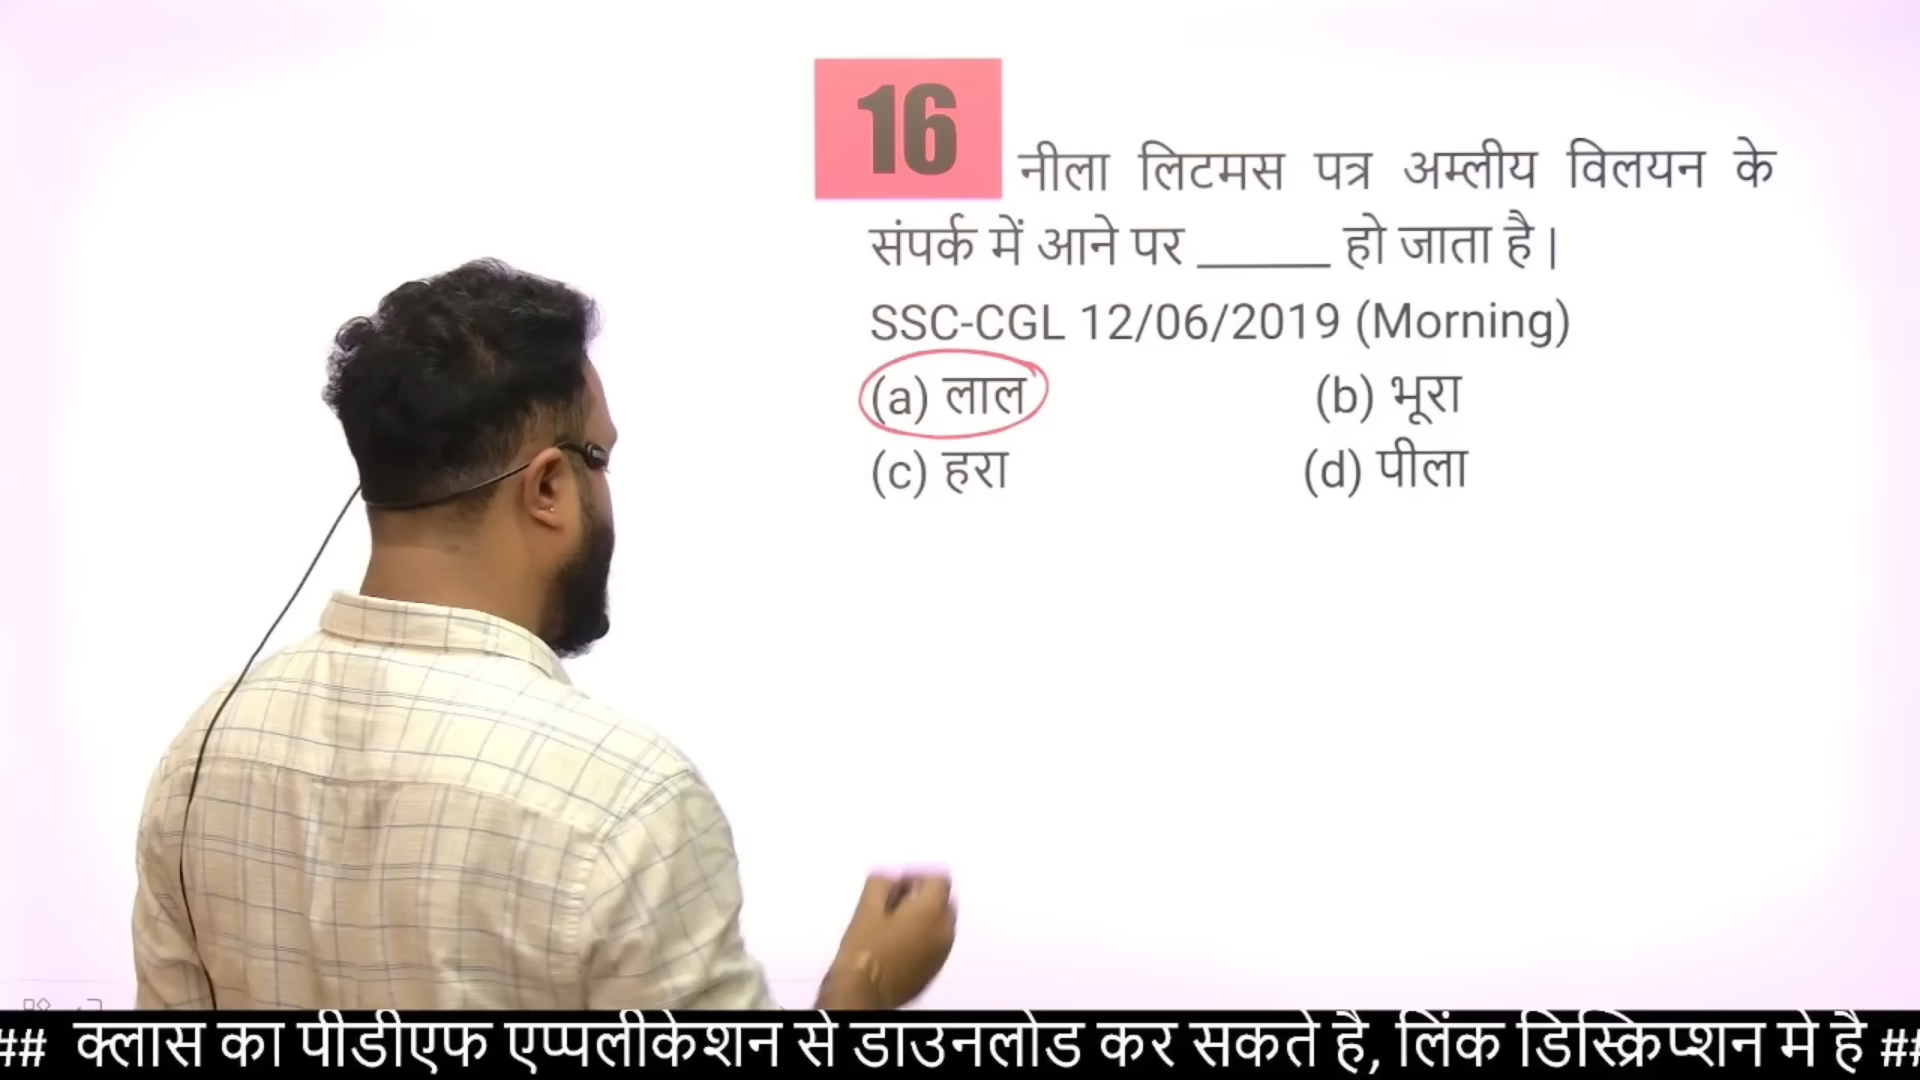 16
नीला लिटमस पत्र अम्लीय विलयन के
संपर्क में आने पर ______ हो जाता है |
SSC-CGL 12/06/2019 (Morning)
(a) लाल (b) भूरा
(c) हरा (d) पीला
## क्लास का पीडीएफ एप्पलीकेशन से डाउनलोड कर सकते है, लिंक डिस्क्रिप्शन मे है ##